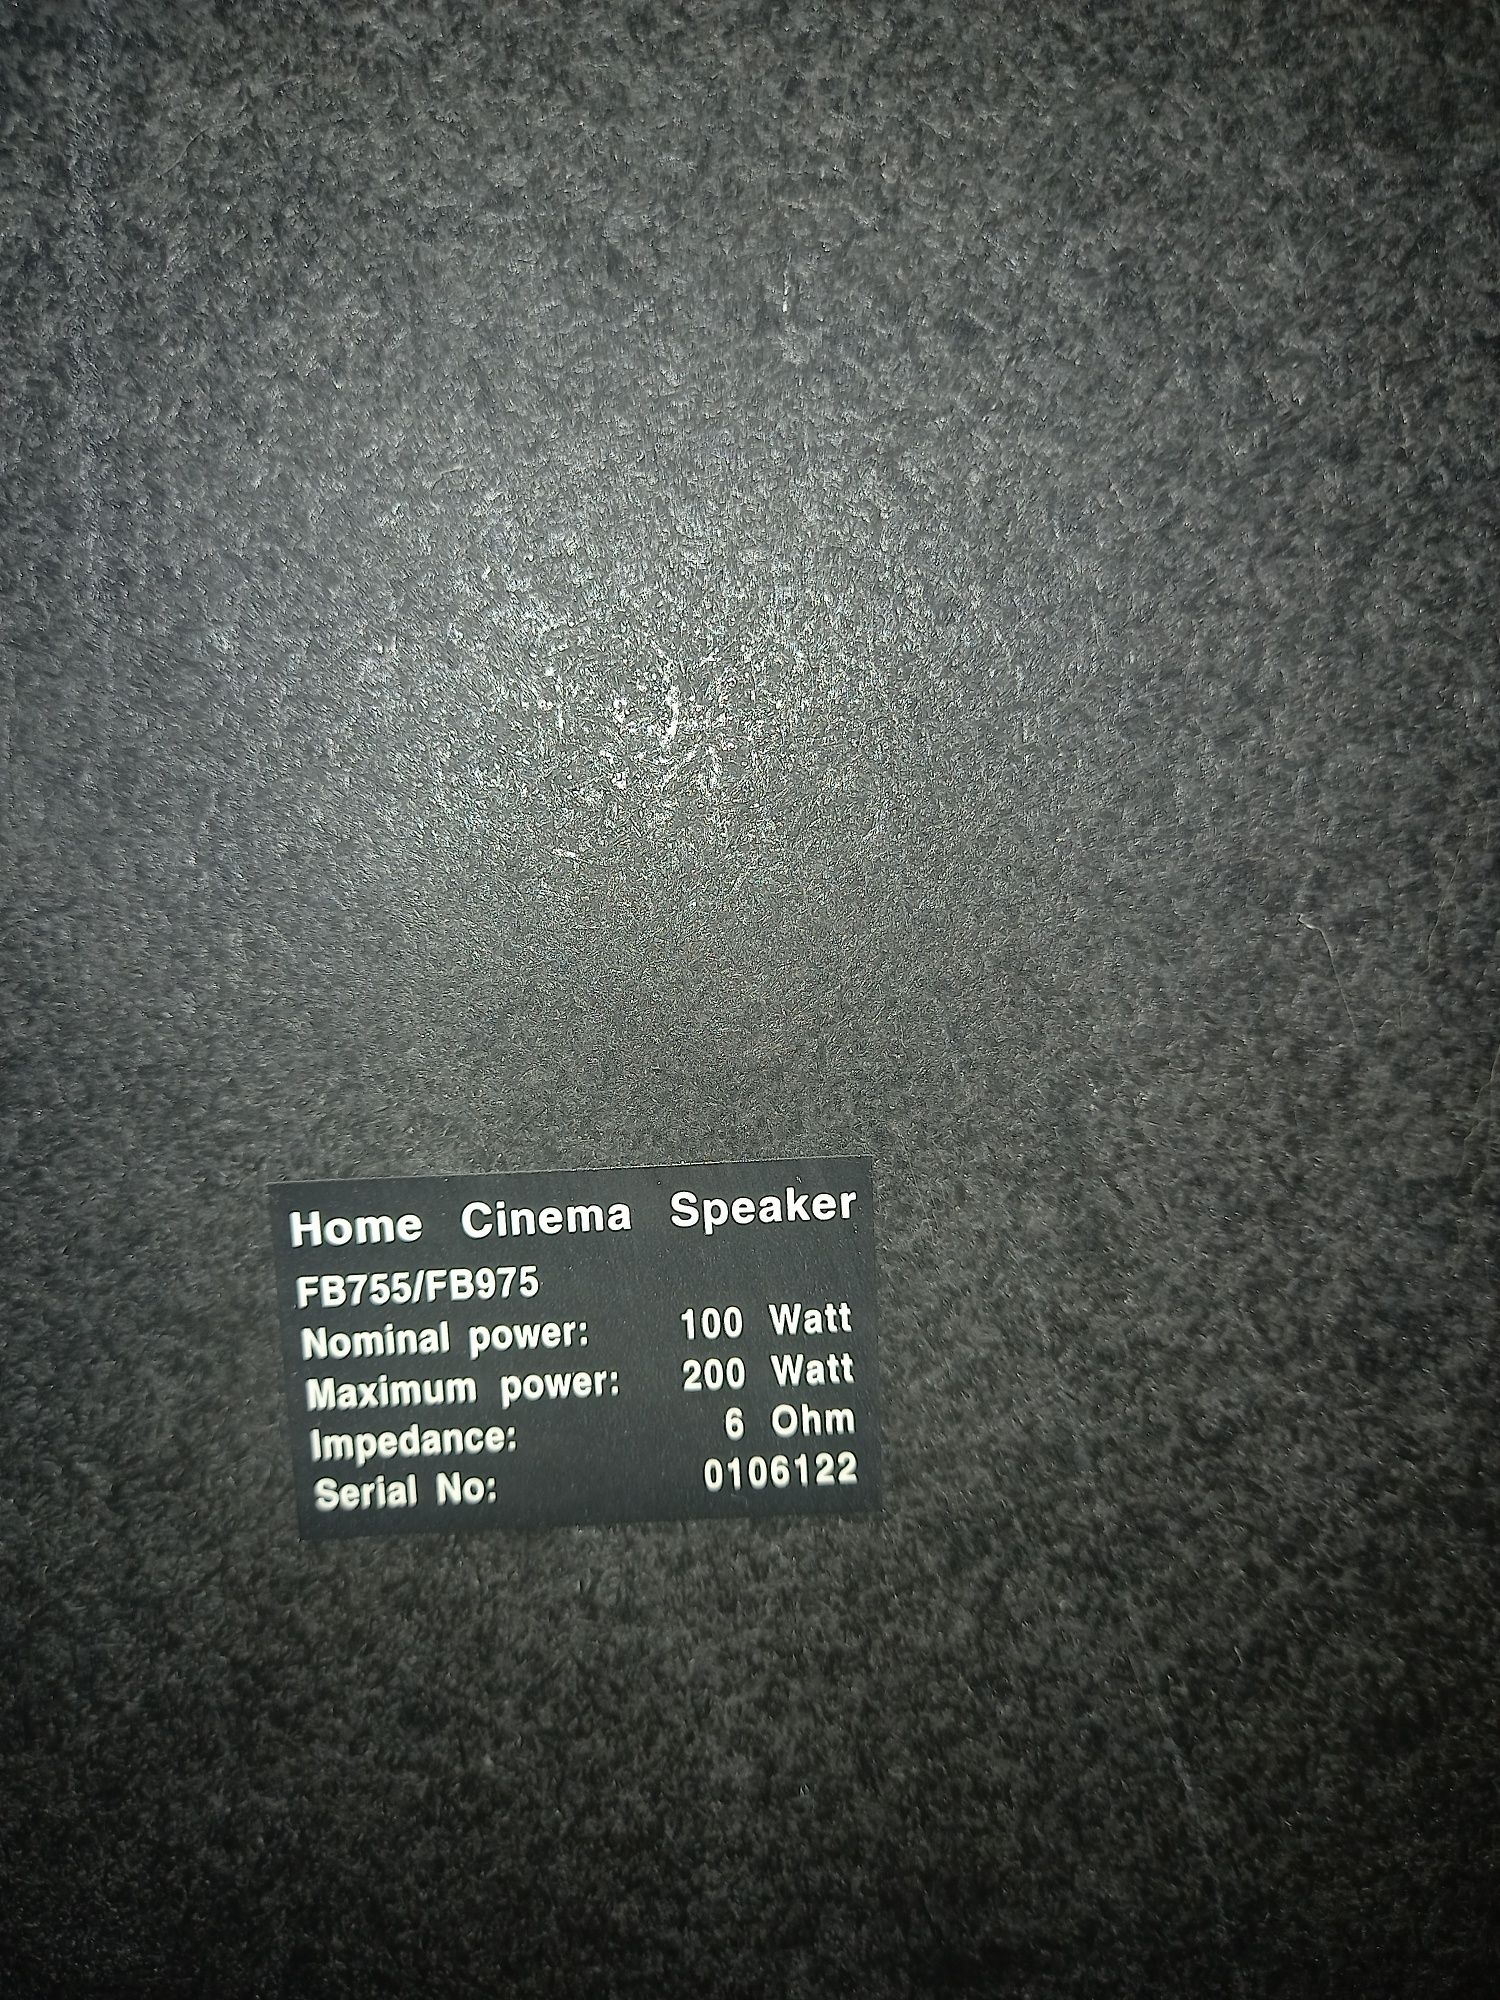 Home Cinema Speaker
FB755/FB975
Nominal power: 100 Watt
Maximum power: 200 Watt
Impedance: 6 Ohm
Serial No: 0106122